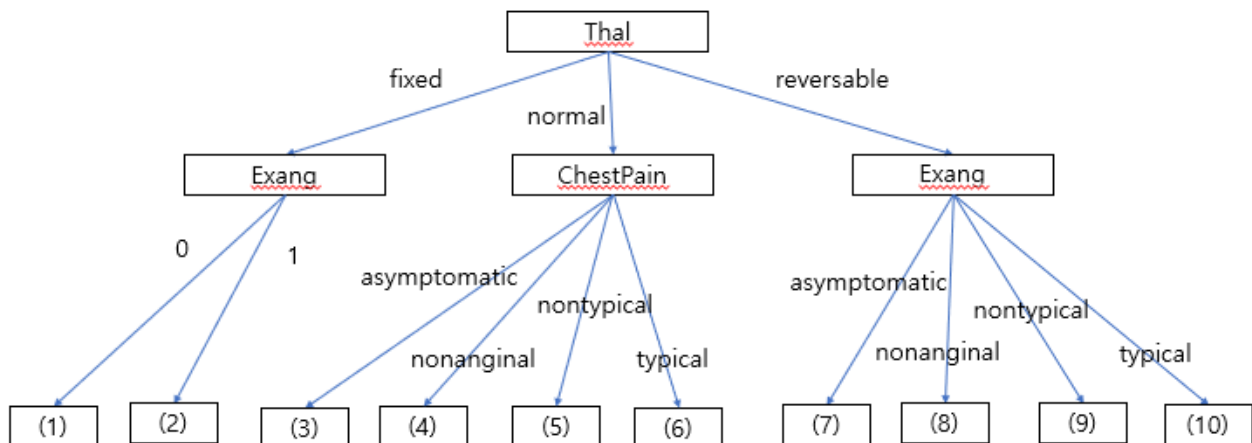 Thal
fixed
normal
reversable
Exang
ChestPain
Exang
0
1
asymptomatic
nonanginal
nontypical
typical
asymptomatic
nonanginal
nontypical
typical
(1)
(2)
(3)
(4)
(5)
(6)
(7)
(8)
(9)
(10)